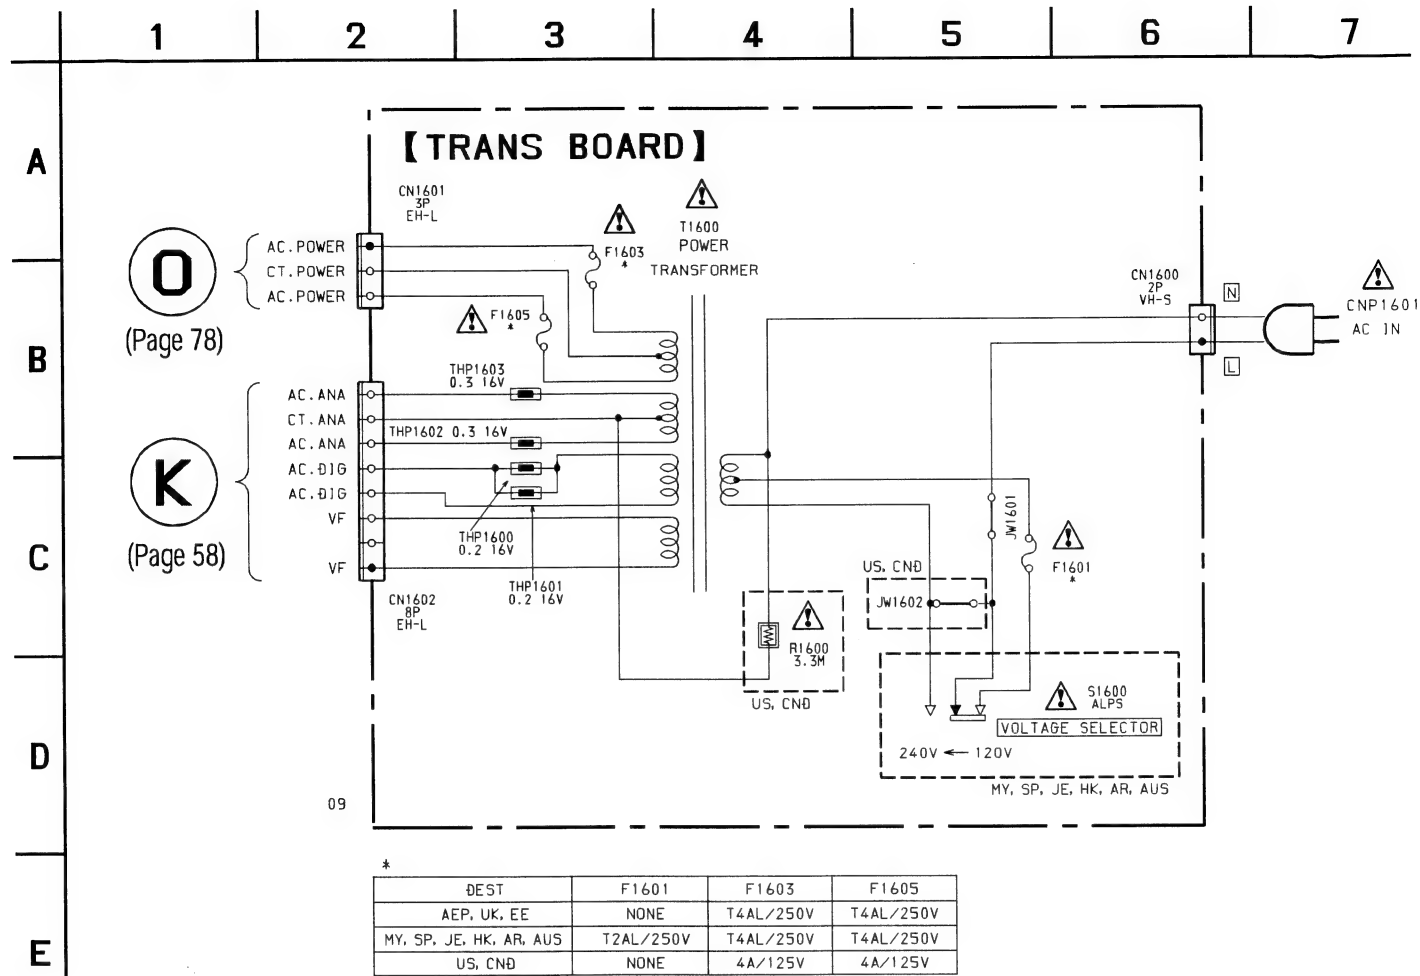 1 2 3 4 5 6 7
A
B
C
D
E
【TRANS BOARD】
CN1601
3P
EH-L
AC.POWER
CT.POWER
AC.POWER
O
(Page 78)
F1603
*
F1605
*
T1600
POWER
TRANSFORMER
CN1600
2P
VH-S
N
L
CNP1601
AC IN
THP1603
0.3 16V
AC.ANA
CT.ANA
AC.ANA
AC.DIG
AC.DIG
VF
VF
K
(Page 58)
THP1602 0.3 16V
THP1600
0.2 16V
THP1601
0.2 16V
CN1602
8P
EH-L
JW1601
F1601
*
US, CND
JW1602
R1600
3.3M
US, CND
S1600
ALPS
VOLTAGE SELECTOR
240V ← 120V
MY, SP, JE, HK, AR, AUS
09
*
DEST F1601 F1603 F1605
AEP, UK, EE NONE T4AL/250V T4AL/250V
MY, SP, JE, HK, AR, AUS T2AL/250V T4AL/250V T4AL/250V
US, CND NONE 4A/125V 4A/125V